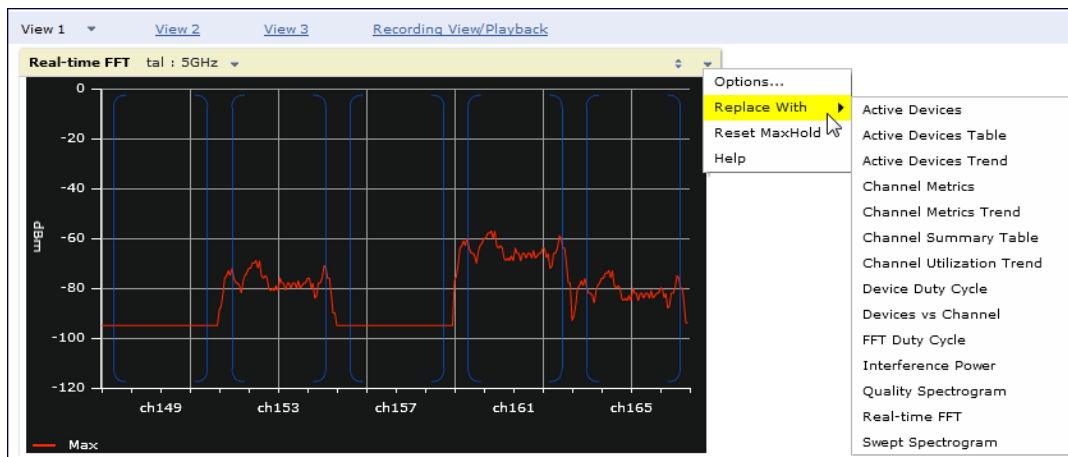 View 1 View 2 View 3 Recording View/Playback
Real-time FFT tal : 5GHz
Options...
Replace With
Reset MaxHold
Help
Active Devices
Active Devices Table
Active Devices Trend
Channel Metrics
Channel Metrics Trend
Channel Summary Table
Channel Utilization Trend
Device Duty Cycle
Devices vs Channel
FFT Duty Cycle
Interference Power
Quality Spectrogram
Real-time FFT
Swept Spectrogram
0
-20
-40
-60
-80
-100
-120
dBm
ch149 ch153 ch157 ch161 ch165
Max